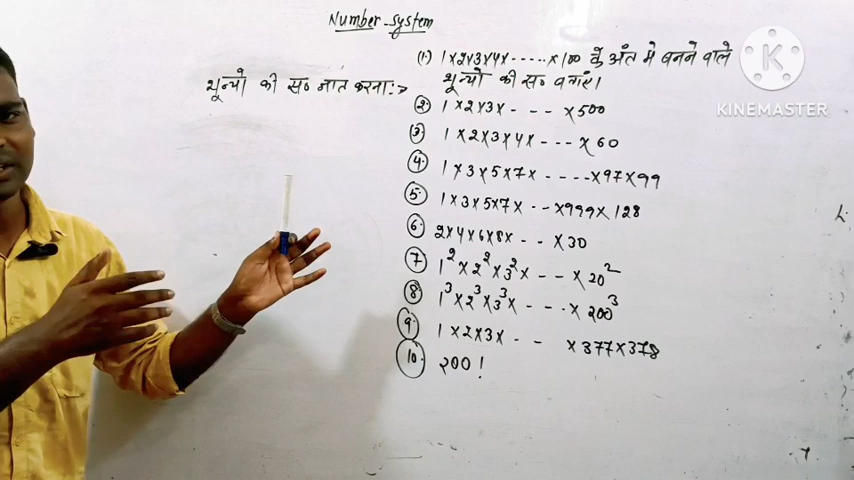 Number system
शून्यो की स० ज्ञात करना:->
(1.) 1×2×3×4×-----×100 के अंत मे बनने वाले
शून्यो की स० बताएं।
(2.) 1×2×3×--- ×500
(3. 1×2×3×4×---×60
(4. 1×3×5×7×-----×97×99
(5. 1×3×5×7×---×999×128
(6. 2×4×6×8×--×30
(7 1²×2²×3²×---×20²
(8 1³×2³×3³×----×200³
(9. 1×2×3×-- ×377×378
(10. 200!
KINEMASTER